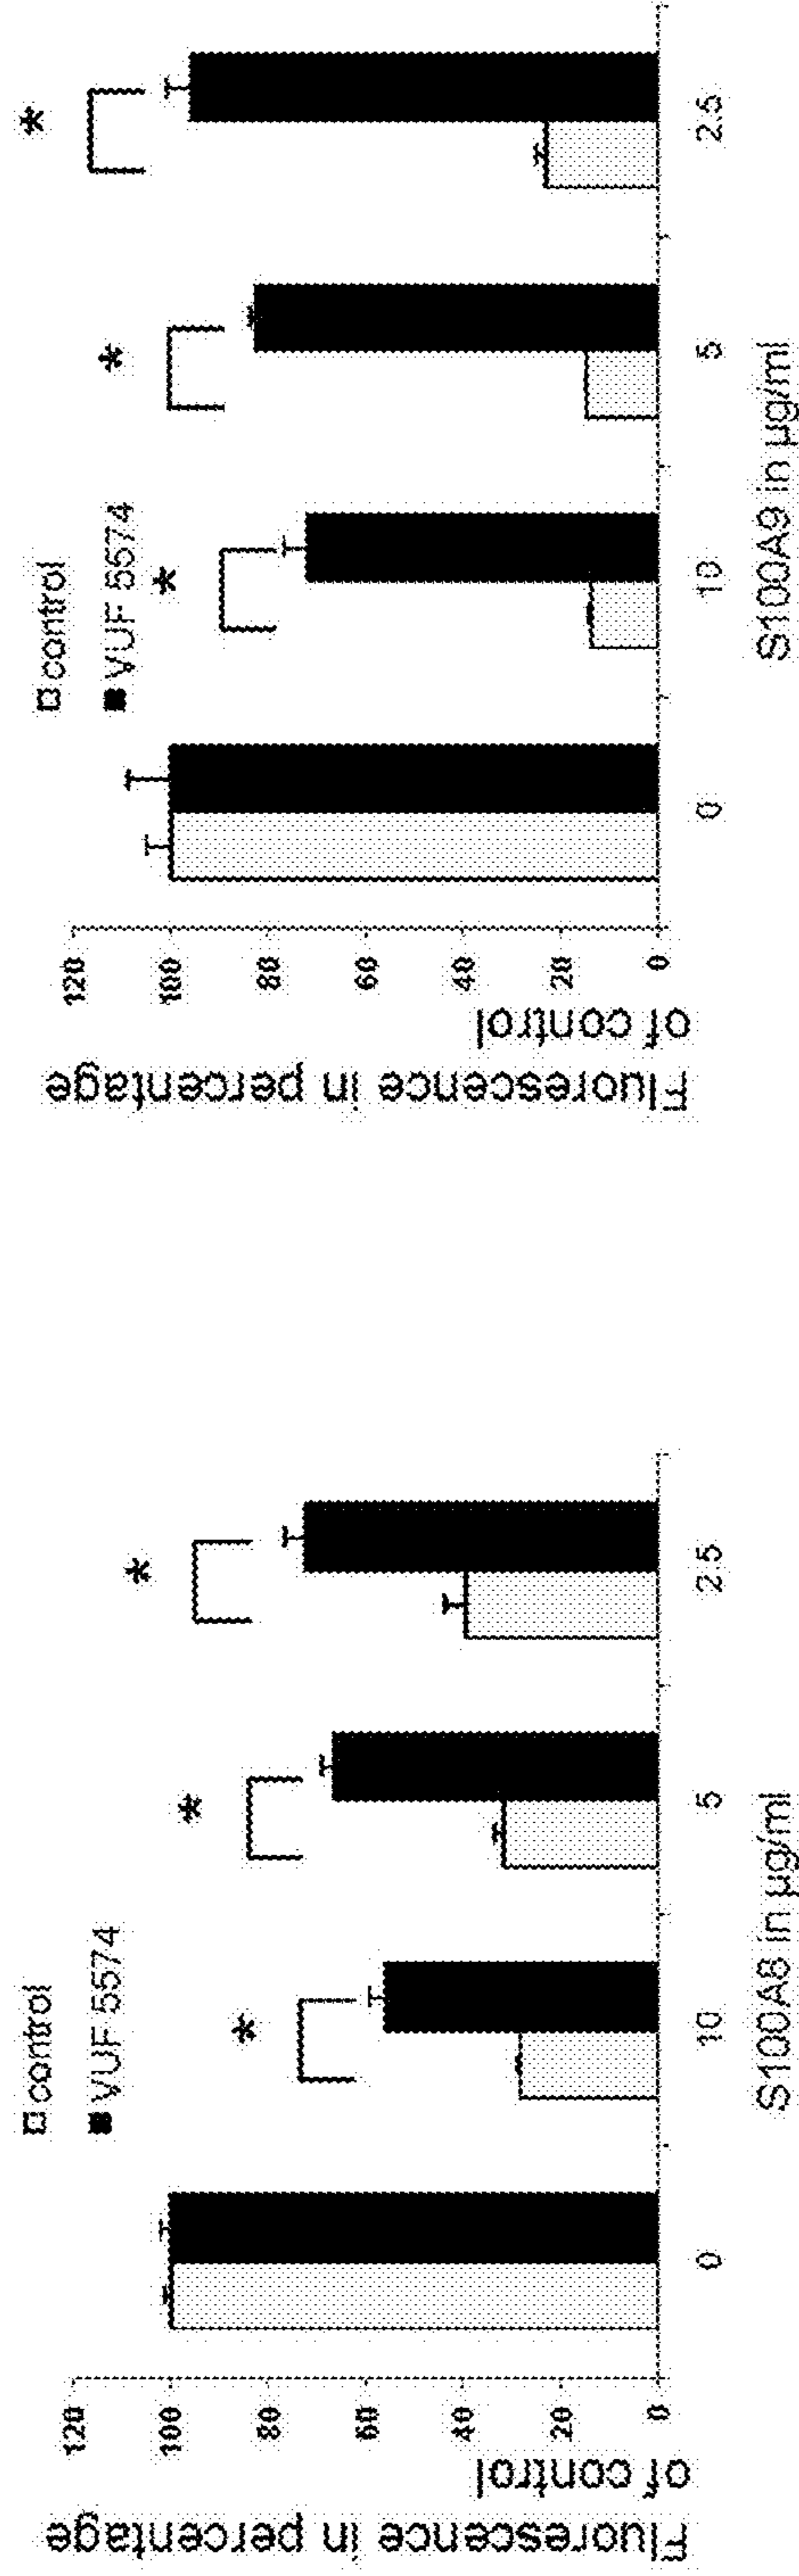 Fluorescence in percentage
of control
120
100
80
60
40
20
0
control
VUF 5574
*
*
*
0
10
5
2.5
S100A8 in µg/ml
Fluorescence in percentage
of control
120
100
80
60
40
20
0
control
VUF 5574
*
*
*
0
10
5
2.5
S100A9 in µg/ml